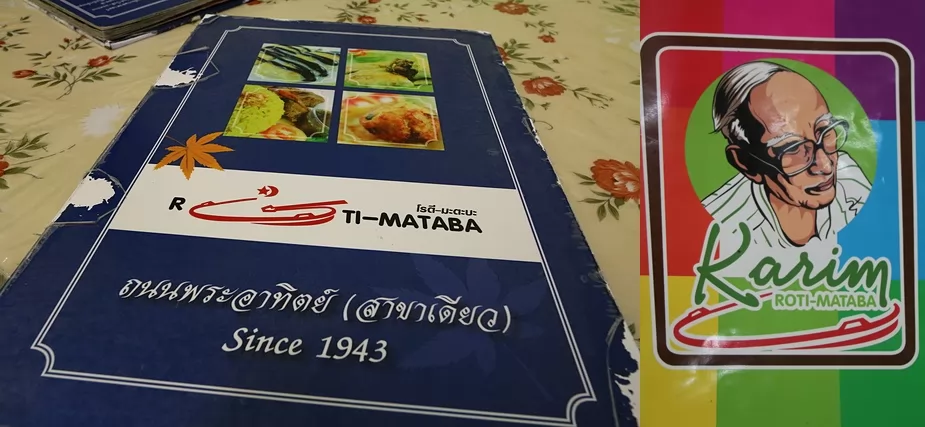 R TI-MATABA
โรตี-มะตะบะ
ถนนพระอาทิตย์ (สาขาเดียว)
Since 1943
Karim
ROTI-MATABA